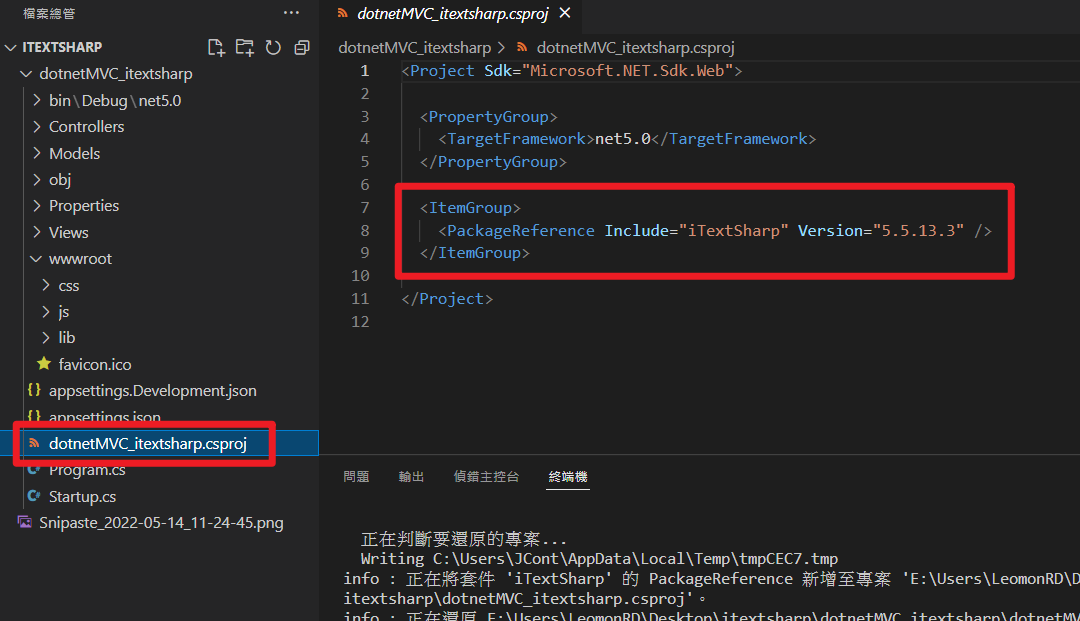 檔案總管
ITEXTSHARP
dotnetMVC_itextsharp
bin\Debug\net5.0
Controllers
Models
obj
Properties
Views
wwwroot
css
js
lib
favicon.ico
appsettings.Development.json
appsettings.json
dotnetMVC_itextsharp.csproj
Program.cs
Startup.cs
Snipaste_2022-05-14_11-24-45.png
dotnetMVC_itextsharp.csproj
dotnetMVC_itextsharp > dotnetMVC_itextsharp.csproj
1 <Project Sdk="Microsoft.NET.Sdk.Web">
2
3 <PropertyGroup>
4 <TargetFramework>net5.0</TargetFramework>
5 </PropertyGroup>
6
7 <ItemGroup>
8 <PackageReference Include="iTextSharp" Version="5.5.13.3" />
9 </ItemGroup>
10
11 </Project>
12
問題 輸出 偵錯主控台 終端機
正在判斷要還原的專案...
Writing C:\Users\JCont\AppData\Local\Temp\tmpCEC7.tmp
info : 正在將套件 'iTextSharp' 的 PackageReference 新增至專案 'E:\Users\LeomonRD\D
itextsharp\dotnetMVC_itextsharp.csproj'。
info : 正在還原 E:\Users\LeomonRD\Desktop\itextsharp\dotnetMVC_itextsharp\dotnetMV